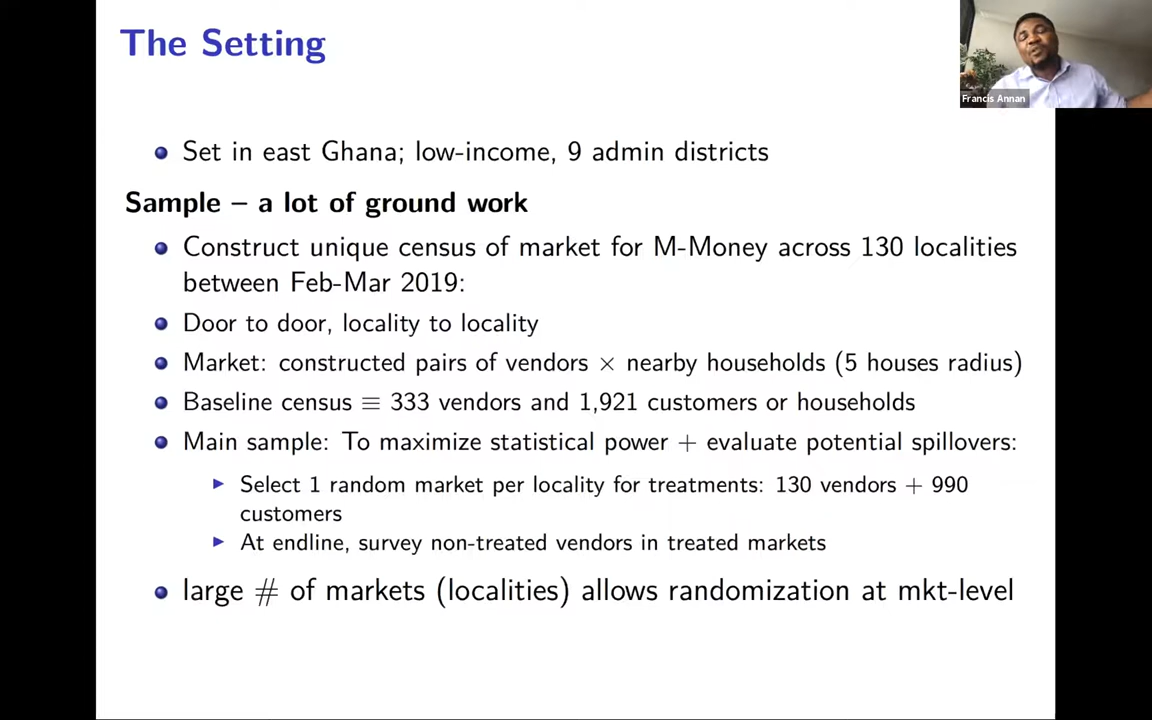 The Setting
Francis Annan
Set in east Ghana; low-income, 9 admin districts
Sample – a lot of ground work
Construct unique census of market for M-Money across 130 localities
between Feb-Mar 2019:
Door to door, locality to locality
Market: constructed pairs of vendors × nearby households (5 houses radius)
Baseline census ≡ 333 vendors and 1,921 customers or households
Main sample: To maximize statistical power + evaluate potential spillovers:
Select 1 random market per locality for treatments: 130 vendors + 990
customers
At endline, survey non-treated vendors in treated markets
large # of markets (localities) allows randomization at mkt-level